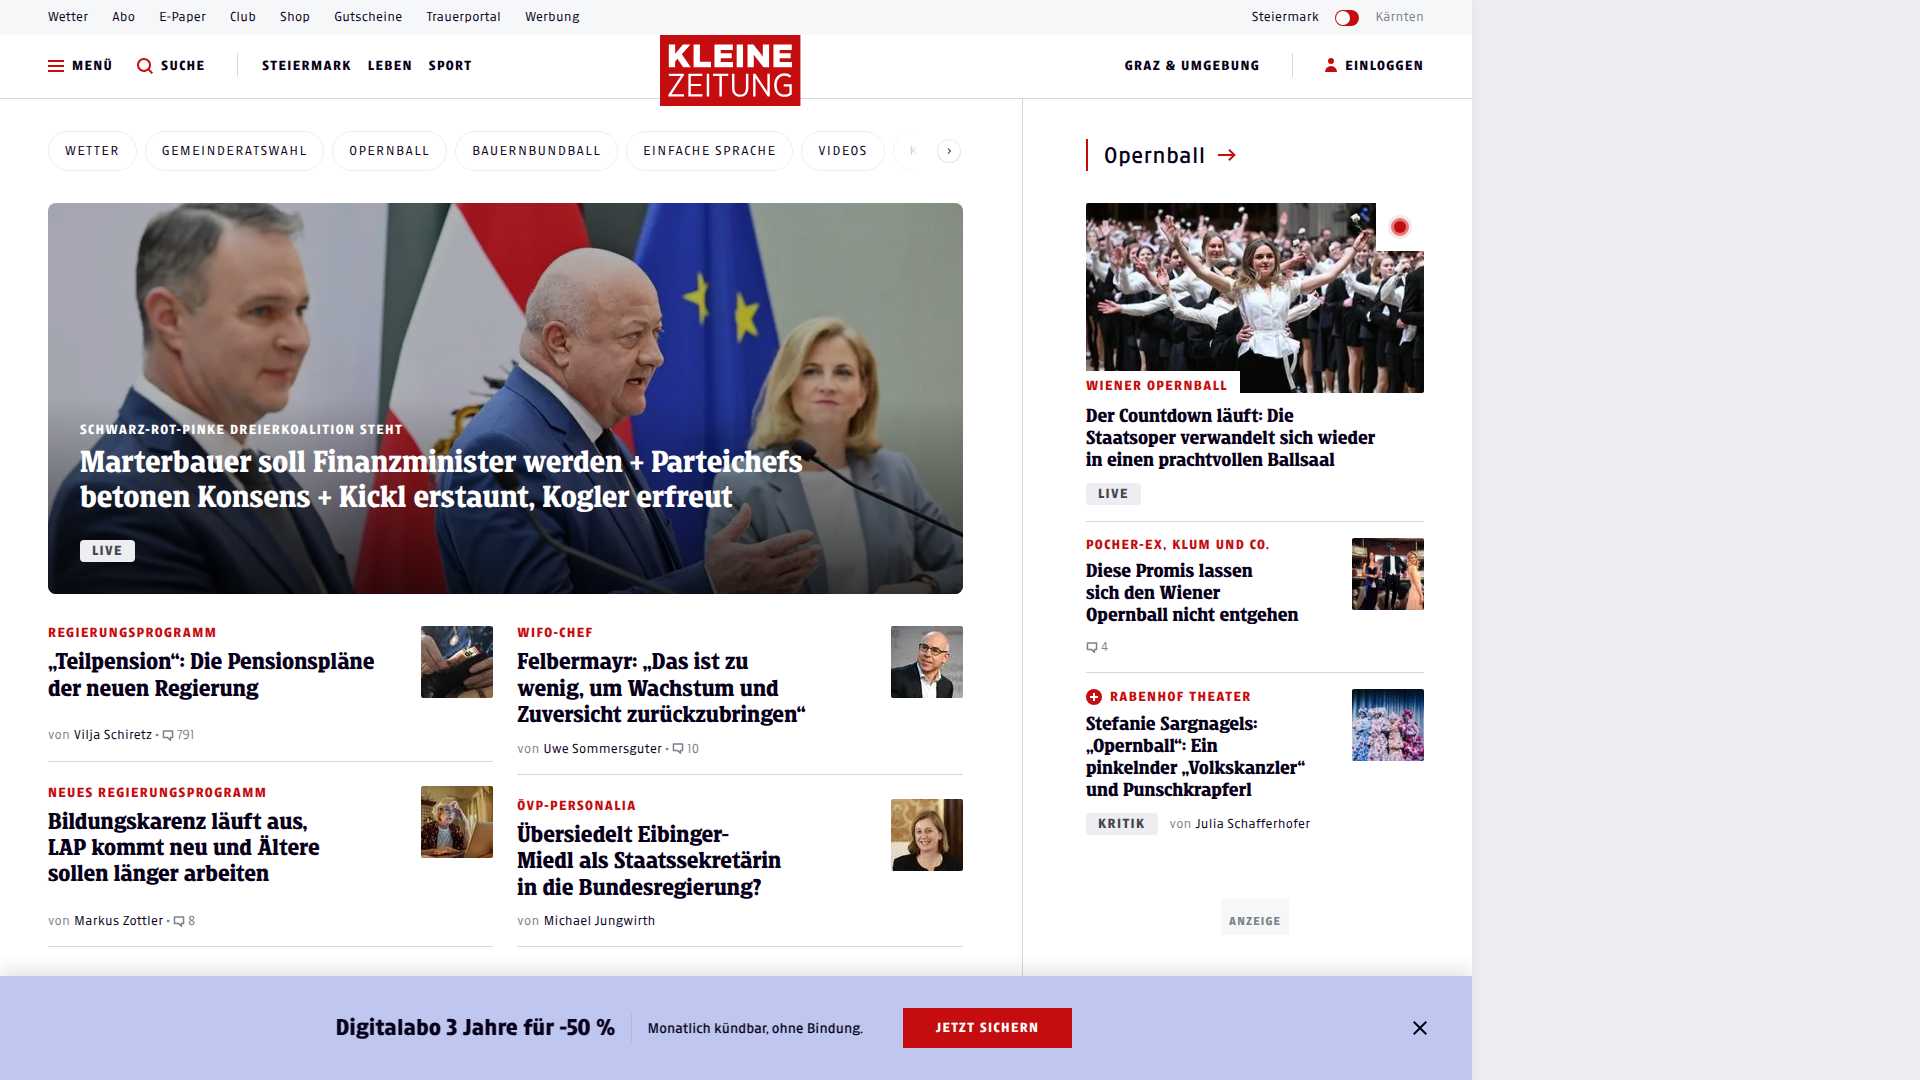 Wetter Abo E-Paper Club Shop Gutscheine Trauerportal Werbung Steiermark Kärnten
MENÜ SUCHE STEIERMARK LEBEN SPORT KLEINE ZEITUNG GRAZ & UMGEBUNG EINLOGGEN
WETTER GEMEINDERATSWAHL OPERNBALL BAUERNBUNDBALL EINFACHE SPRACHE VIDEOS K
SCHWARZ-ROT-PINKE DREIERKOALITION STEHT
Marterbauer soll Finanzminister werden + Parteichefs
betonen Konsens + Kickl erstaunt, Kogler erfreut
LIVE
REGIERUNGSPROGRAMM
„Teilpension“: Die Pensionspläne
der neuen Regierung
von Vilja Schiretz • 791
WIFO-CHEF
Felbermayr: „Das ist zu
wenig, um Wachstum und
Zuversicht zurückzubringen“
von Uwe Sommersguter • 10
NEUES REGIERUNGSPROGRAMM
Bildungskarenz läuft aus,
LAP kommt neu und Ältere
sollen länger arbeiten
von Markus Zottler • 8
ÖVP-PERSONALIA
Übersiedelt Eibinger-
Miedl als Staatssekretärin
in die Bundesregierung?
von Michael Jungwirth
Opernball
WIENER OPERNBALL
Der Countdown läuft: Die
Staatsoper verwandelt sich wieder
in einen prachtvollen Ballsaal
LIVE
POCHER-EX, KLUM UND CO.
Diese Promis lassen
sich den Wiener
Opernball nicht entgehen
4
RABENHOF THEATER
Stefanie Sargnagels:
„Opernball“: Ein
pinkelnder „Volkskanzler“
und Punschkrapferl
KRITIK von Julia Schafferhofer
ANZEIGE
Digitalabo 3 Jahre für -50 % Monatlich kündbar, ohne Bindung. JETZT SICHERN